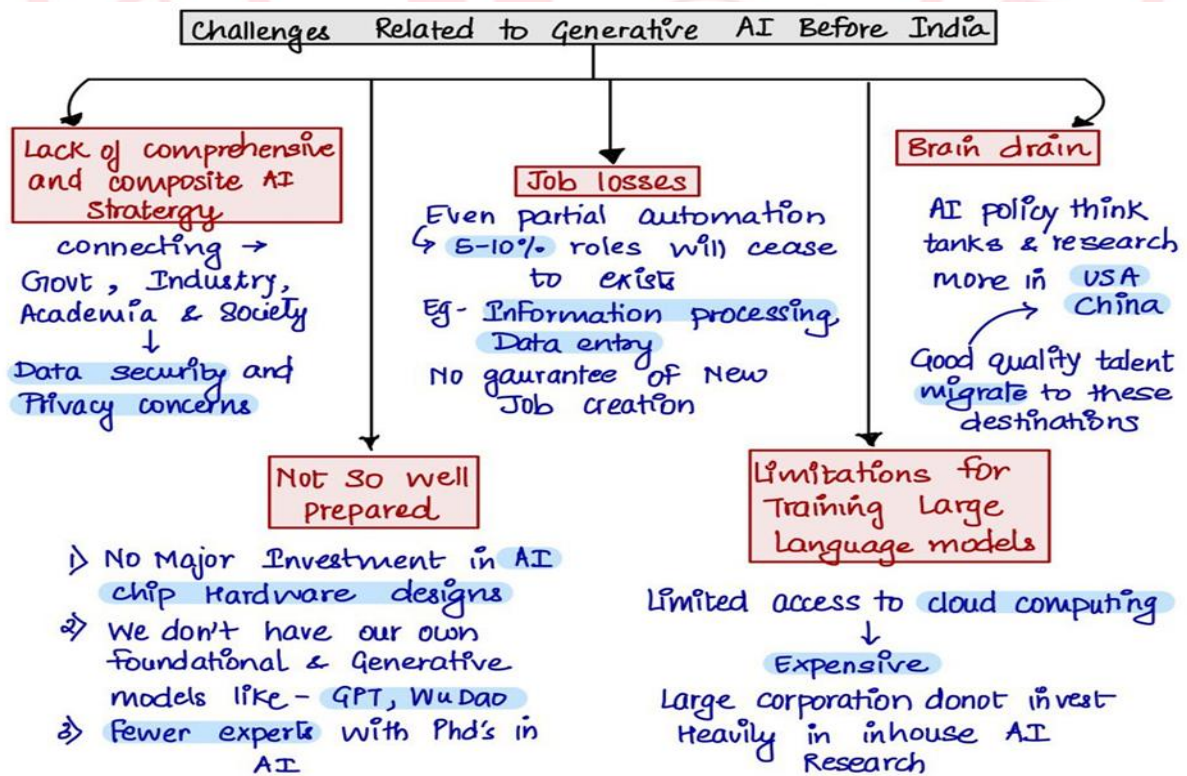 Challenges Related to Generative AI Before India
Lack of comprehensive
and composite AI
Stratergy
connecting →
Govt, Industry,
Academia & Society
↓
Data security and
Privacy concerns
Not So well
prepared
1) No Major Investment in AI
chip Hardware designs
2) We don't have our own
foundational & Generative
models like - GPT, WuDao
3) Fewer experts with Phd's in
AI
Job losses
Even partial automation
↳ 5-10% roles will cease
to exists
Eg- Information processing,
Data entry
No gaurantee of New
Job creation
Limitations for
Training Large
Language models
Limited access to cloud computing
↓
Expensive
Large corporation donot invest
Heavily in inhouse AI
Research
Brain drain
AI policy think
tanks & research
more in USA
China
Good quality talent
migrate to these
destinations